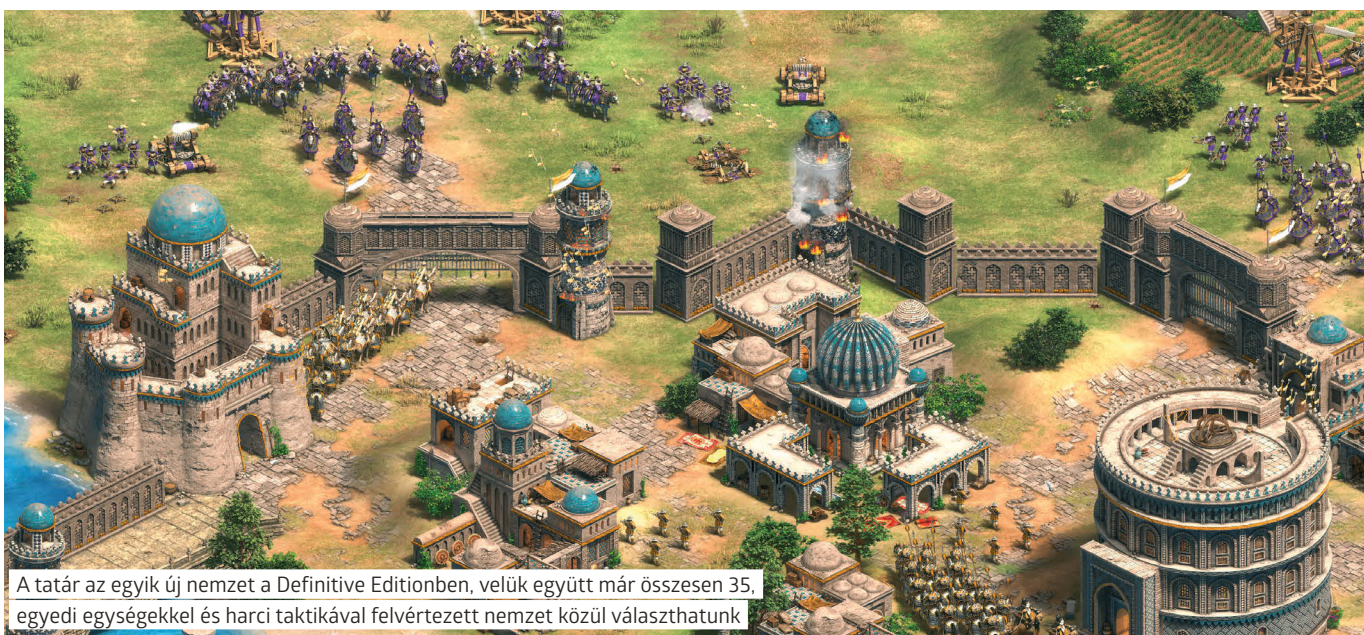 A tatár az egyik új nemzet a Definitive Editionben, velük együtt már összesen 35,
egyedi egységekkel és harci taktikával felvértezett nemzet közül választhatunk